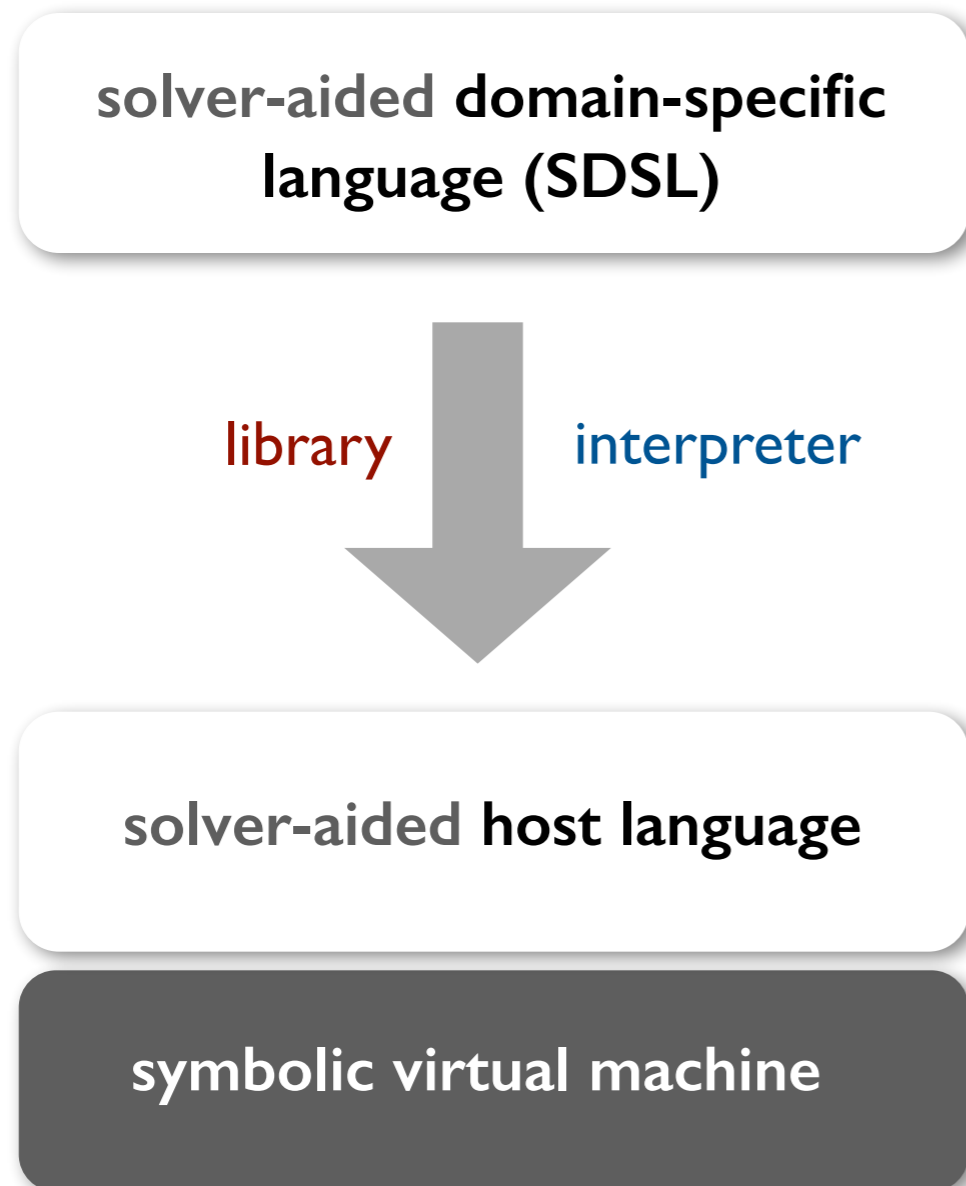 solver-aided domain-specific
language (SDSL)
library interpreter
solver-aided host language
symbolic virtual machine